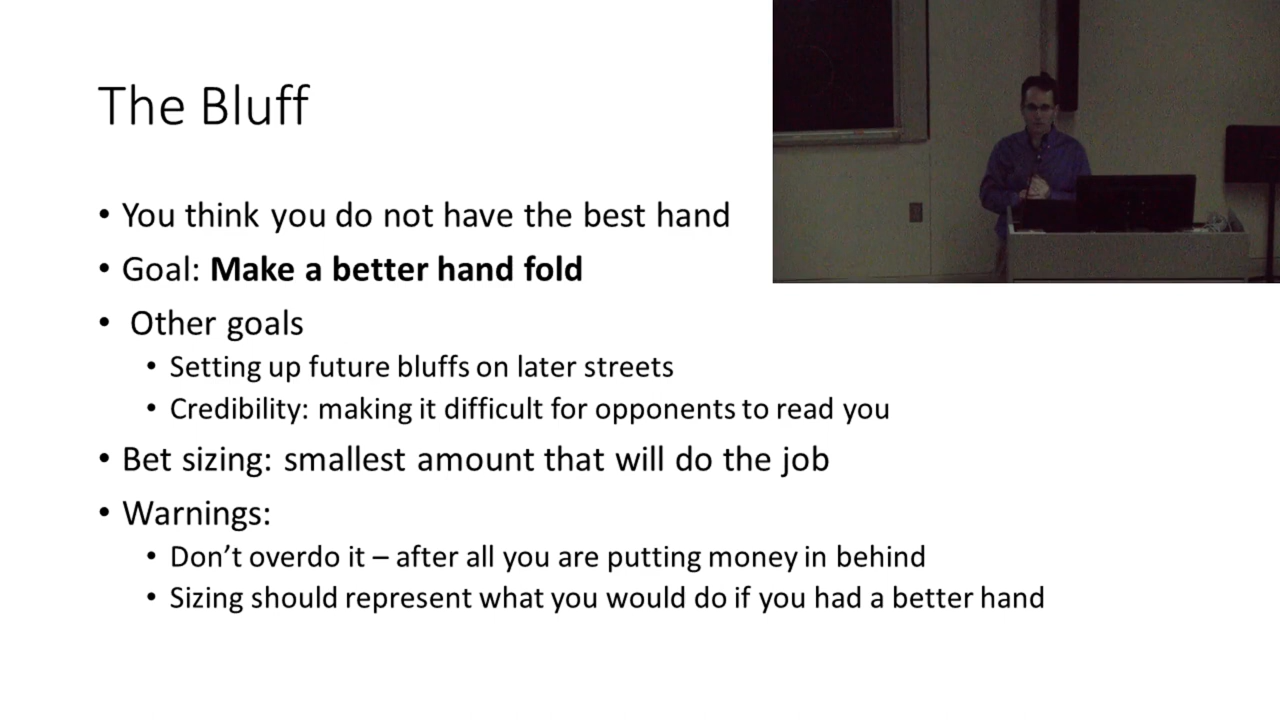 The Bluff
• You think you do not have the best hand
• Goal: Make a better hand fold
• Other goals
• Setting up future bluffs on later streets
• Credibility: making it difficult for opponents to read you
• Bet sizing: smallest amount that will do the job
• Warnings:
• Don’t overdo it – after all you are putting money in behind
• Sizing should represent what you would do if you had a better hand